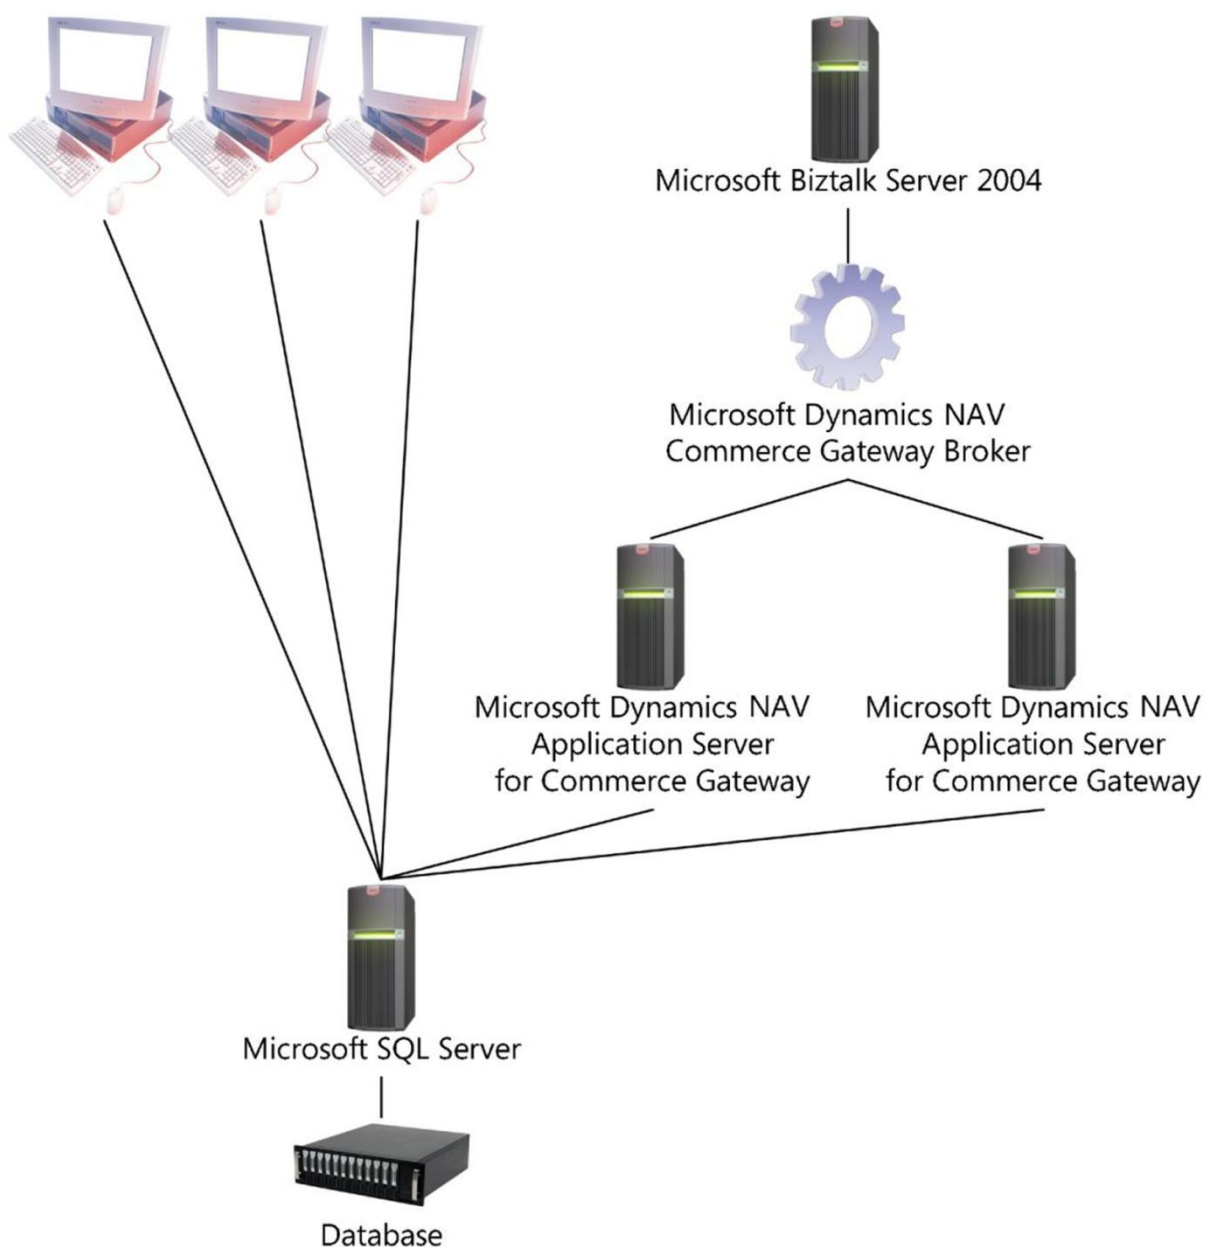 Microsoft Biztalk Server 2004
Microsoft Dynamics NAV
Commerce Gateway Broker
Microsoft Dynamics NAV
Application Server
for Commerce Gateway
Microsoft Dynamics NAV
Application Server
for Commerce Gateway
Microsoft SQL Server
Database